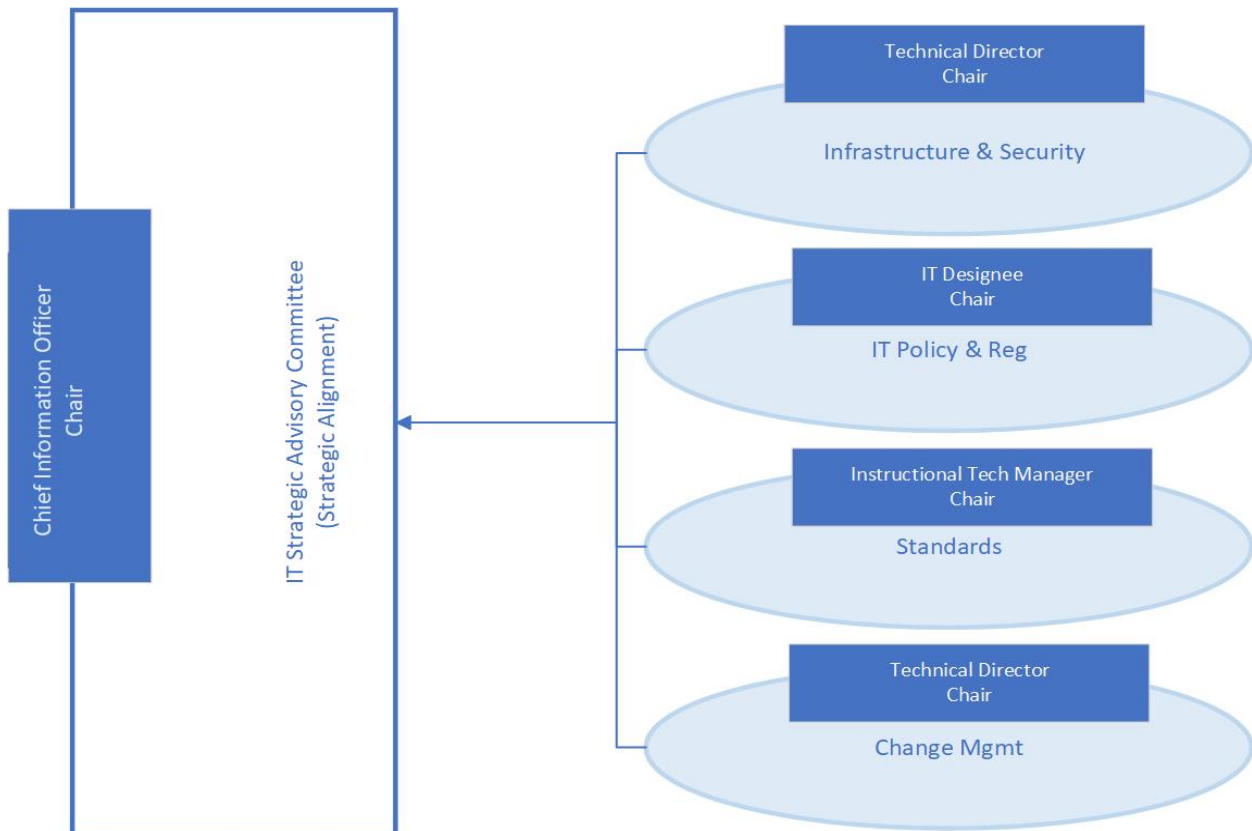 Chief Information Officer
Chair
IT Strategic Advisory Committee
(Strategic Alignment)
Technical Director
Chair
Infrastructure & Security
IT Designee
Chair
IT Policy & Reg
Instructional Tech Manager
Chair
Standards
Technical Director
Chair
Change Mgmt